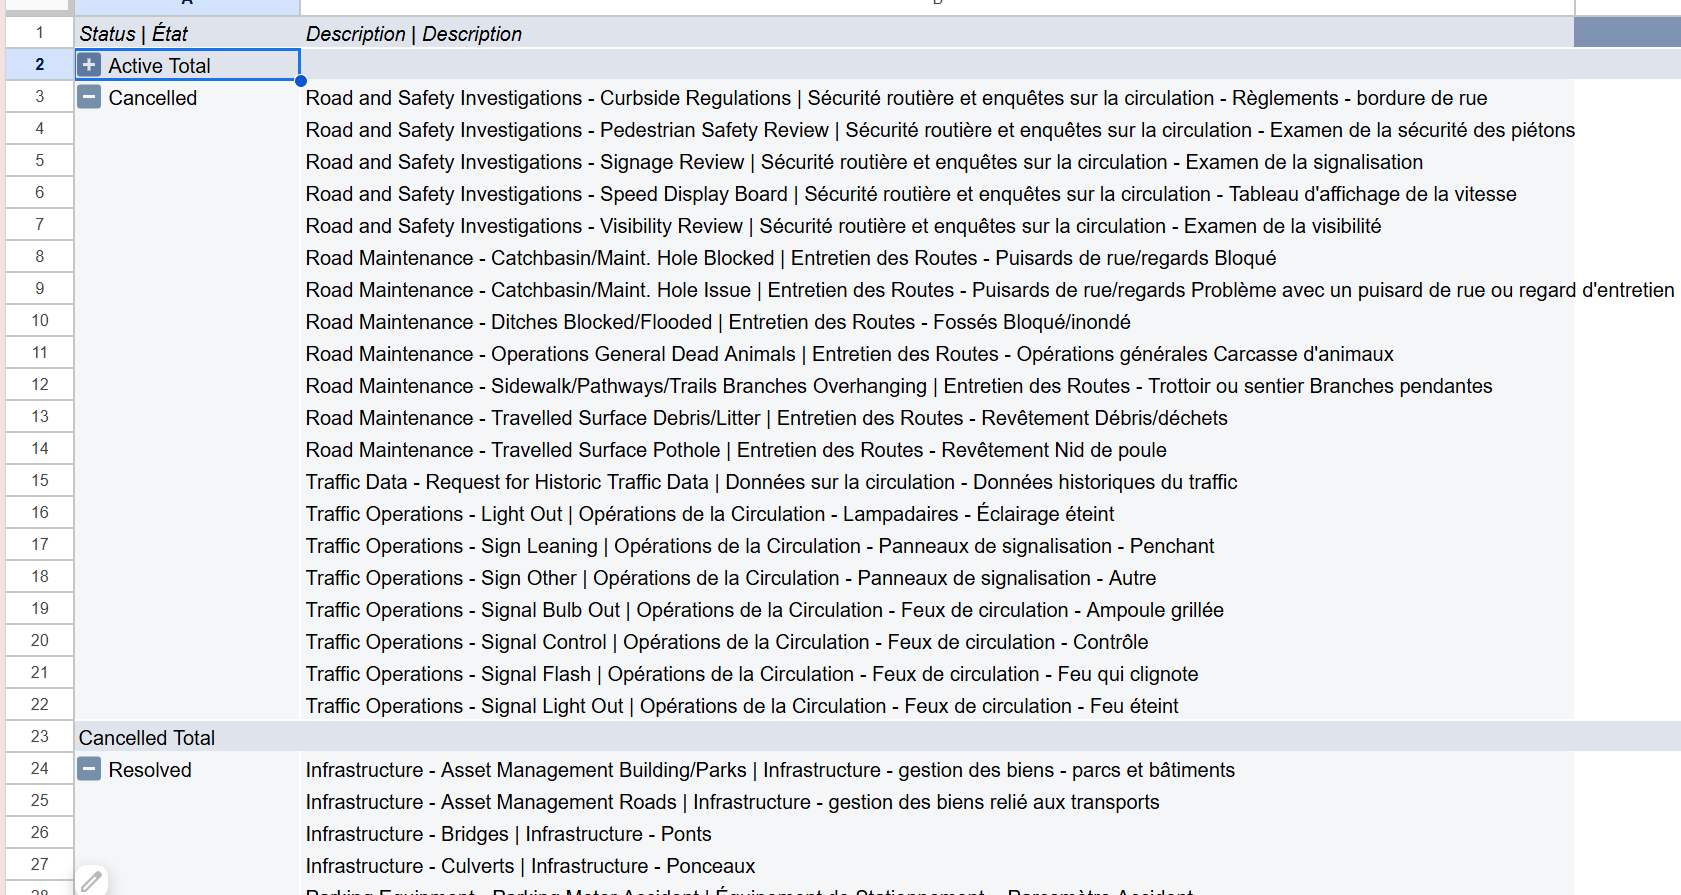 A
1 Status | État Description | Description
2 Active Total
3 Cancelled Road and Safety Investigations - Curbside Regulations | Sécurité routière et enquêtes sur la circulation - Règlements - bordure de rue
4 Road and Safety Investigations - Pedestrian Safety Review | Sécurité routière et enquêtes sur la circulation - Examen de la sécurité des piétons
5 Road and Safety Investigations - Signage Review | Sécurité routière et enquêtes sur la circulation - Examen de la signalisation
6 Road and Safety Investigations - Speed Display Board | Sécurité routière et enquêtes sur la circulation - Tableau d'affichage de la vitesse
7 Road and Safety Investigations - Visibility Review | Sécurité routière et enquêtes sur la circulation - Examen de la visibilité
8 Road Maintenance - Catchbasin/Maint. Hole Blocked | Entretien des Routes - Puisards de rue/regards Bloqué
9 Road Maintenance - Catchbasin/Maint. Hole Issue | Entretien des Routes - Puisards de rue/regards Problème avec un puisard de rue ou regard d'entretien
10 Road Maintenance - Ditches Blocked/Flooded | Entretien des Routes - Fossés Bloqué/inondé
11 Road Maintenance - Operations General Dead Animals | Entretien des Routes - Opérations générales Carcasse d'animaux
12 Road Maintenance - Sidewalk/Pathways/Trails Branches Overhanging | Entretien des Routes - Trottoir ou sentier Branches pendantes
13 Road Maintenance - Travelled Surface Debris/Litter | Entretien des Routes - Revêtement Débris/déchets
14 Road Maintenance - Travelled Surface Pothole | Entretien des Routes - Revêtement Nid de poule
15 Traffic Data - Request for Historic Traffic Data | Données sur la circulation - Données historiques du traffic
16 Traffic Operations - Light Out | Opérations de la Circulation - Lampadaires - Éclairage éteint
17 Traffic Operations - Sign Leaning | Opérations de la Circulation - Panneaux de signalisation - Penchant
18 Traffic Operations - Sign Other | Opérations de la Circulation - Panneaux de signalisation - Autre
19 Traffic Operations - Signal Bulb Out | Opérations de la Circulation - Feux de circulation - Ampoule grillée
20 Traffic Operations - Signal Control | Opérations de la Circulation - Feux de circulation - Contrôle
21 Traffic Operations - Signal Flash | Opérations de la Circulation - Feux de circulation - Feu qui clignote
22 Traffic Operations - Signal Light Out | Opérations de la Circulation - Feux de circulation - Feu éteint
23 Cancelled Total
24 Resolved Infrastructure - Asset Management Building/Parks | Infrastructure - gestion des biens - parcs et bâtiments
25 Infrastructure - Asset Management Roads | Infrastructure - gestion des biens relié aux transports
26 Infrastructure - Bridges | Infrastructure - Ponts
27 Infrastructure - Culverts | Infrastructure - Ponceaux
28 Parking Equipment - Parking Meter Accident | Équipement de Stationnement - Parcomètre Accident